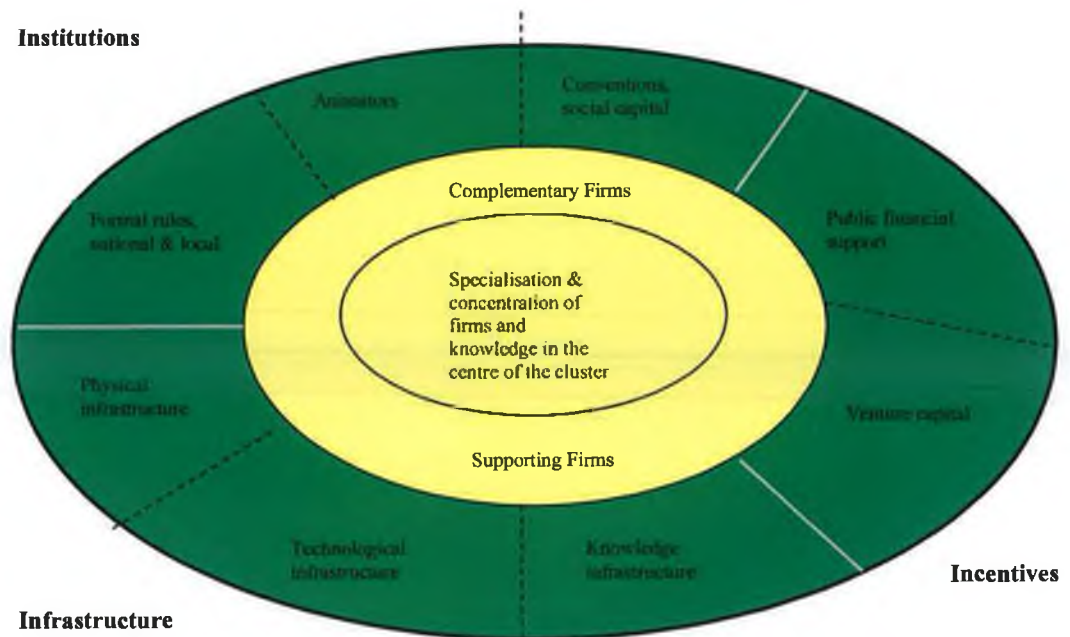 Institutions
Animators
Conventions,
social capital
Formal rules,
national & local
Complementary Firms
Public financial
support
Specialisation &
concentration of
firms and
knowledge in the
centre of the cluster
Physical
infrastructure
Venture capital
Supporting Firms
Technological
infrastructure
Knowledge
infrastructure
Incentives
Infrastructure